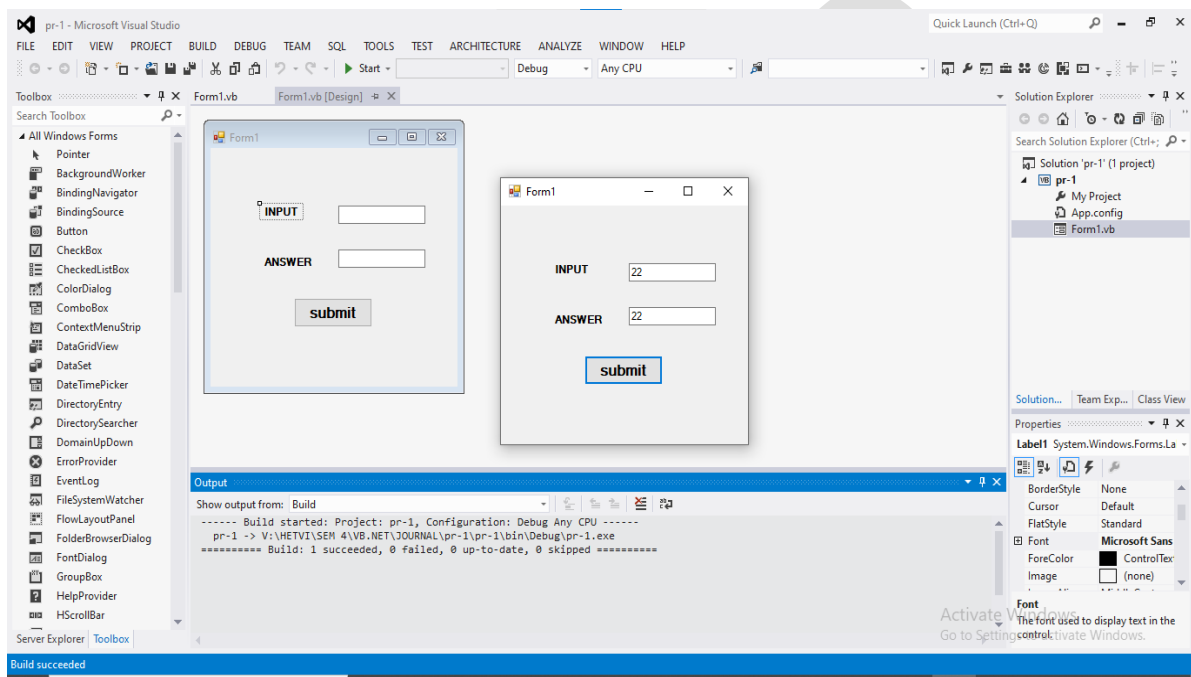 pr-1 - Microsoft Visual Studio
Quick Launch (Ctrl+Q)
FILE EDIT VIEW PROJECT BUILD DEBUG TEAM SQL TOOLS TEST ARCHITECTURE ANALYZE WINDOW HELP
Start Debug Any CPU
Toolbox
Search Toolbox
All Windows Forms
Pointer
BackgroundWorker
BindingNavigator
BindingSource
Button
CheckBox
CheckedListBox
ColorDialog
ComboBox
ContextMenuStrip
DataGridView
DataSet
DateTimePicker
DirectoryEntry
DirectorySearcher
DomainUpDown
ErrorProvider
EventLog
FileSystemWatcher
FlowLayoutPanel
FolderBrowserDialog
FontDialog
GroupBox
HelpProvider
HScrollBar
Server Explorer Toolbox
Form1.vb Form1.vb [Design]
Form1
INPUT
ANSWER
submit
Form1
INPUT 22
ANSWER 22
submit
Output
Show output from: Build
------ Build started: Project: pr-1, Configuration: Debug Any CPU ------
pr-1 -> V:\HETVI\SEM 4\VB.NET\JOURNAL\pr-1\pr-1\bin\Debug\pr-1.exe
========== Build: 1 succeeded, 0 failed, 0 up-to-date, 0 skipped ==========
Solution Explorer
Search Solution Explorer (Ctrl+;
Solution 'pr-1' (1 project)
VB pr-1
My Project
App.config
Form1.vb
Solution... Team Exp... Class View
Properties
Label1 System.Windows.Forms.La
BorderStyle None
Cursor Default
FlatStyle Standard
Font Microsoft Sans
ForeColor ControlTex
Image (none)
Font
The font used to display text in the
control.
Activate Windows
Go to Settings to activate Windows.
Build succeeded